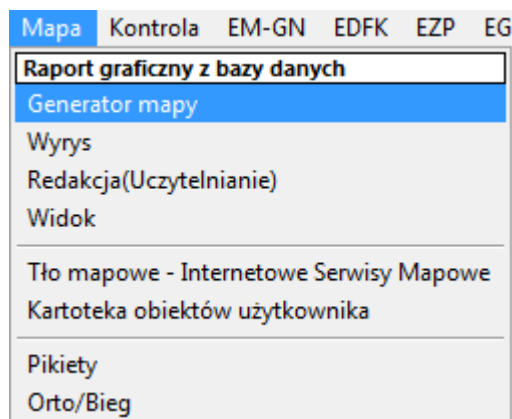 Mapa Kontrola EM-GN EDFK EZP EG
Raport graficzny z bazy danych
Generator mapy
Wyrys
Redakcja(Uczytelnianie)
Widok
Tło mapowe - Internetowe Serwisy Mapowe
Kartoteka obiektów użytkownika
Pikiety
Orto/Bieg